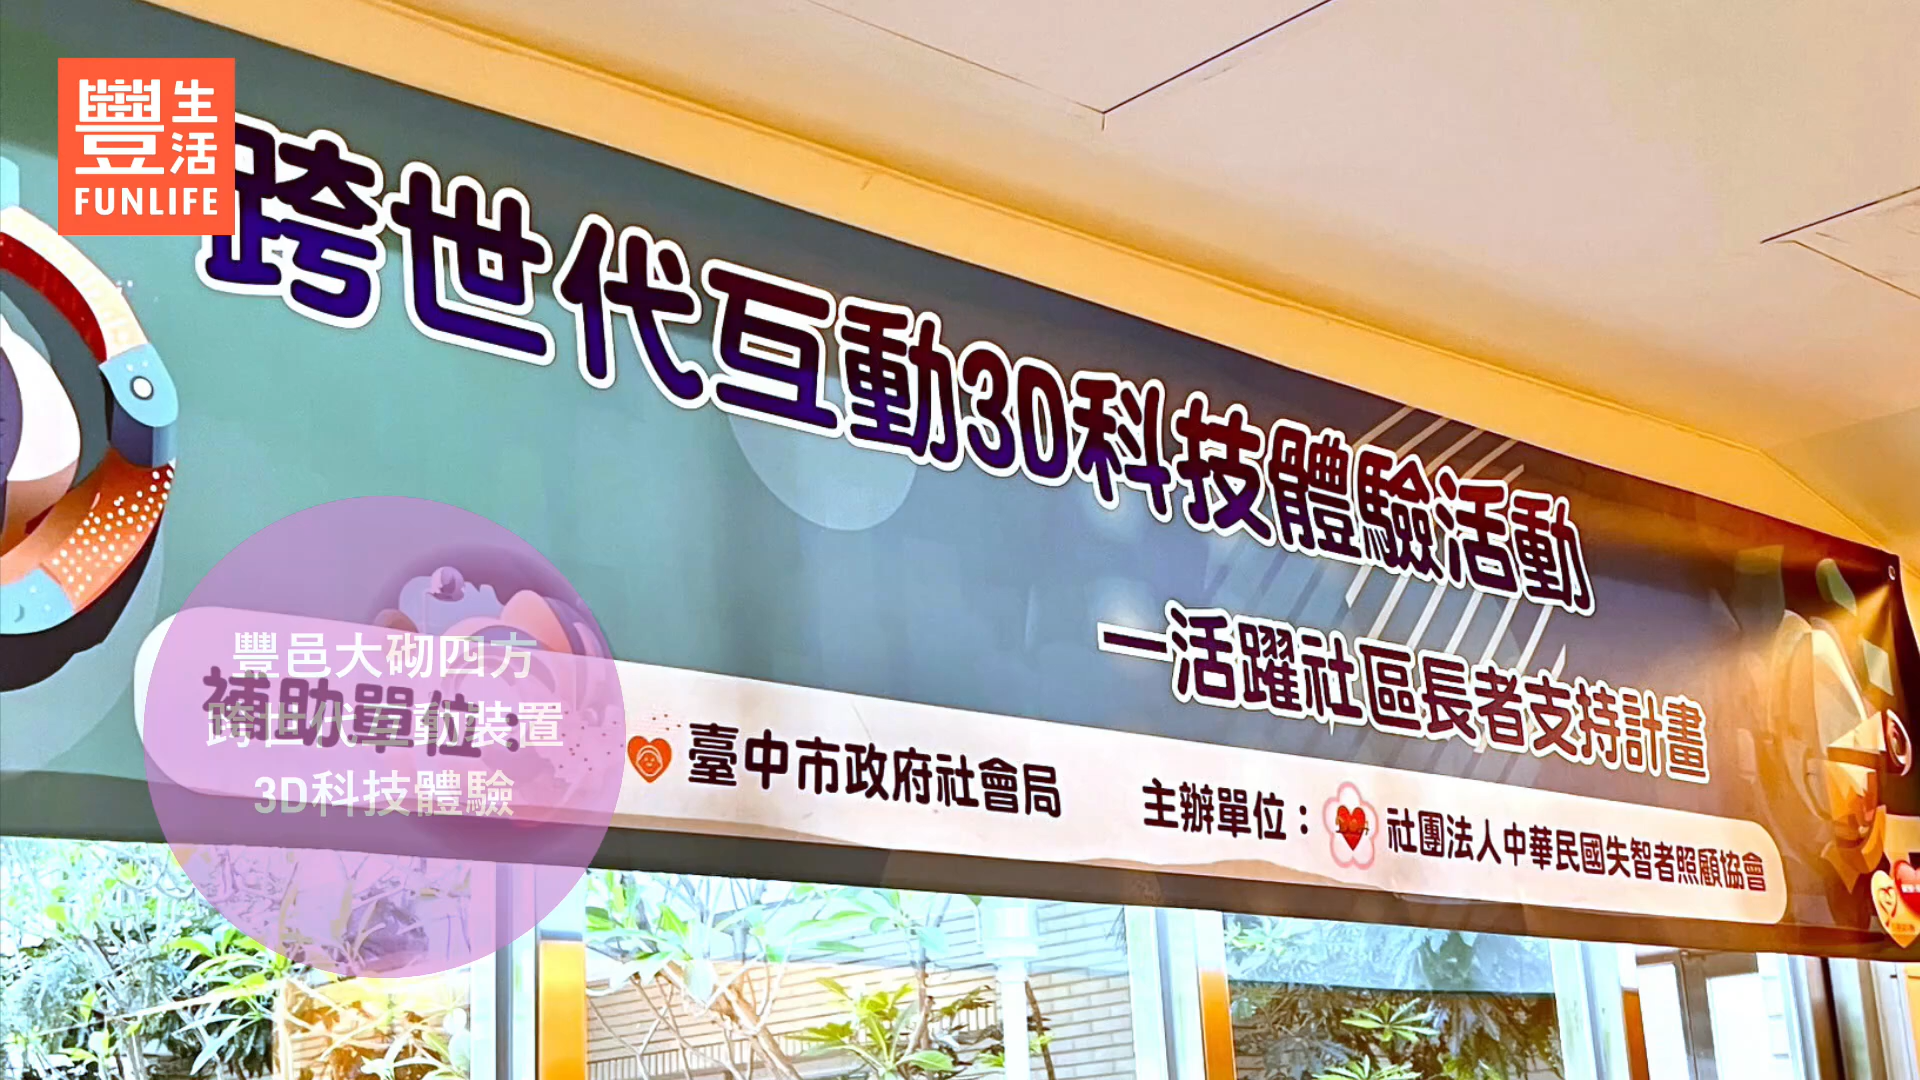 豐生活
FUNLIFE
跨世代互動3D科技體驗活動
—活躍社區長者支持計畫
補助單位：
臺中市政府社會局
主辦單位：
社團法人中華民國失智者照顧協會
豐邑大砌四方
跨世代互動裝置
3D科技體驗